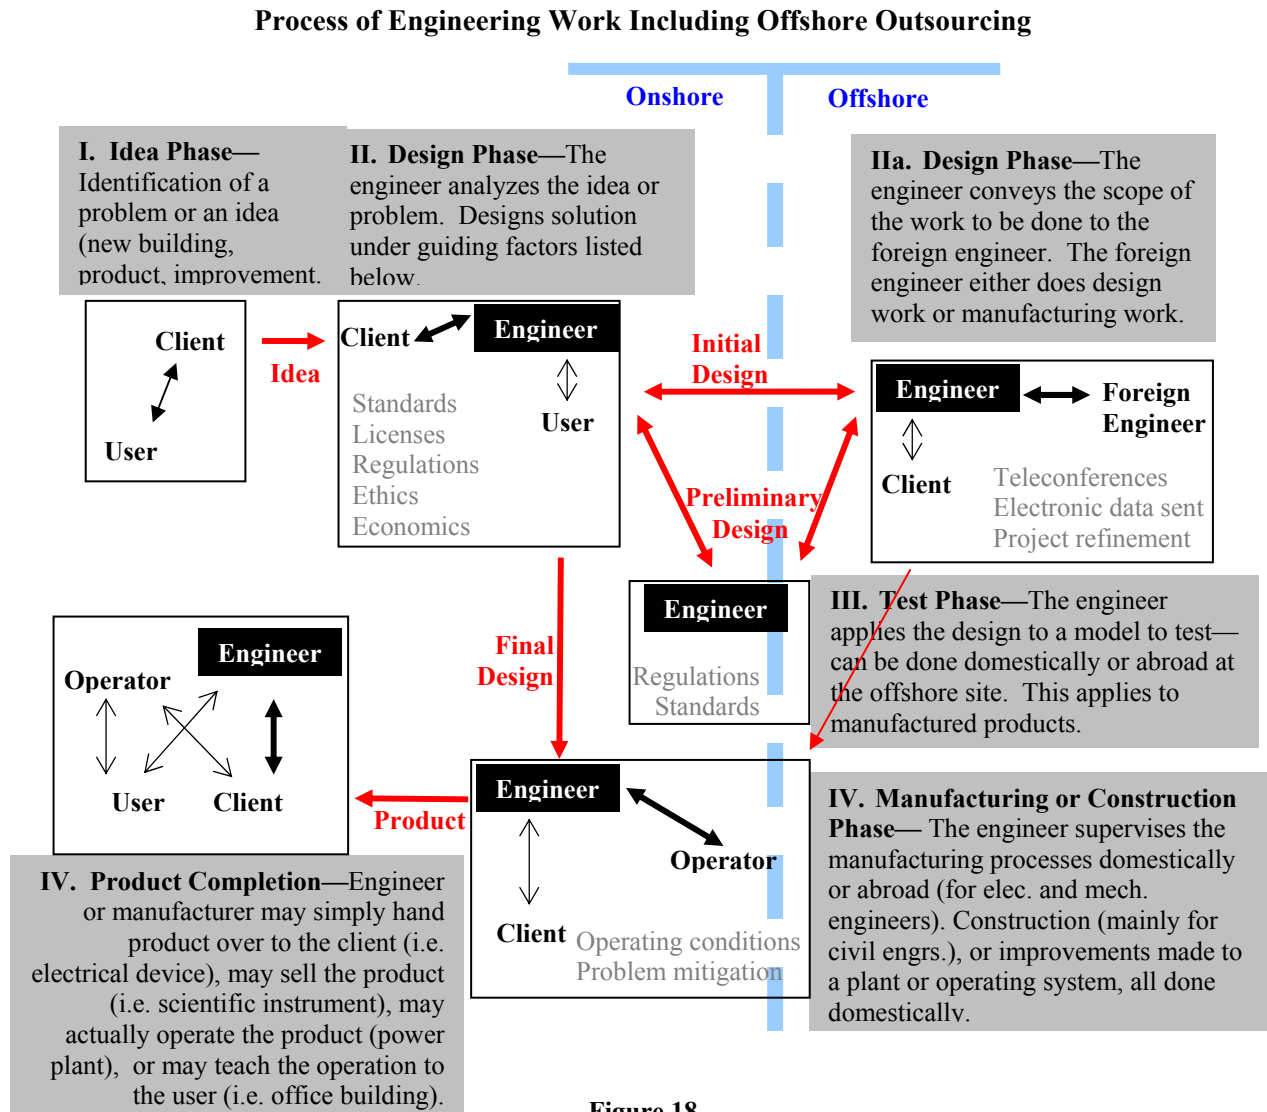 Process of Engineering Work Including Offshore Outsourcing
Onshore
Offshore
I. Idea Phase—
Identification of a
problem or an idea
(new building,
product, improvement.
II. Design Phase—The
engineer analyzes the idea or
problem. Designs solution
under guiding factors listed
below.
IIa. Design Phase—The
engineer conveys the scope of
the work to be done to the
foreign engineer. The foreign
engineer either does design
work or manufacturing work.
Client
User
Idea
Client
Engineer
User
Standards
Licenses
Regulations
Ethics
Economics
Initial
Design
Engineer
Foreign
Engineer
Client
Teleconferences
Electronic data sent
Project refinement
Preliminary
Design
Engineer
Regulations
Standards
III. Test Phase—The engineer
applies the design to a model to test—
can be done domestically or abroad at
the offshore site. This applies to
manufactured products.
Final
Design
Engineer
Operator
User
Client
Product
Engineer
Operator
Client
Operating conditions
Problem mitigation
IV. Manufacturing or Construction
Phase— The engineer supervises the
manufacturing processes domestically
or abroad (for elec. and mech.
engineers). Construction (mainly for
civil engrs.), or improvements made to
a plant or operating system, all done
domestically.
IV. Product Completion—Engineer
or manufacturer may simply hand
product over to the client (i.e.
electrical device), may sell the product
(i.e. scientific instrument), may
actually operate the product (power
plant), or may teach the operation to
the user (i.e. office building).
Figure 18